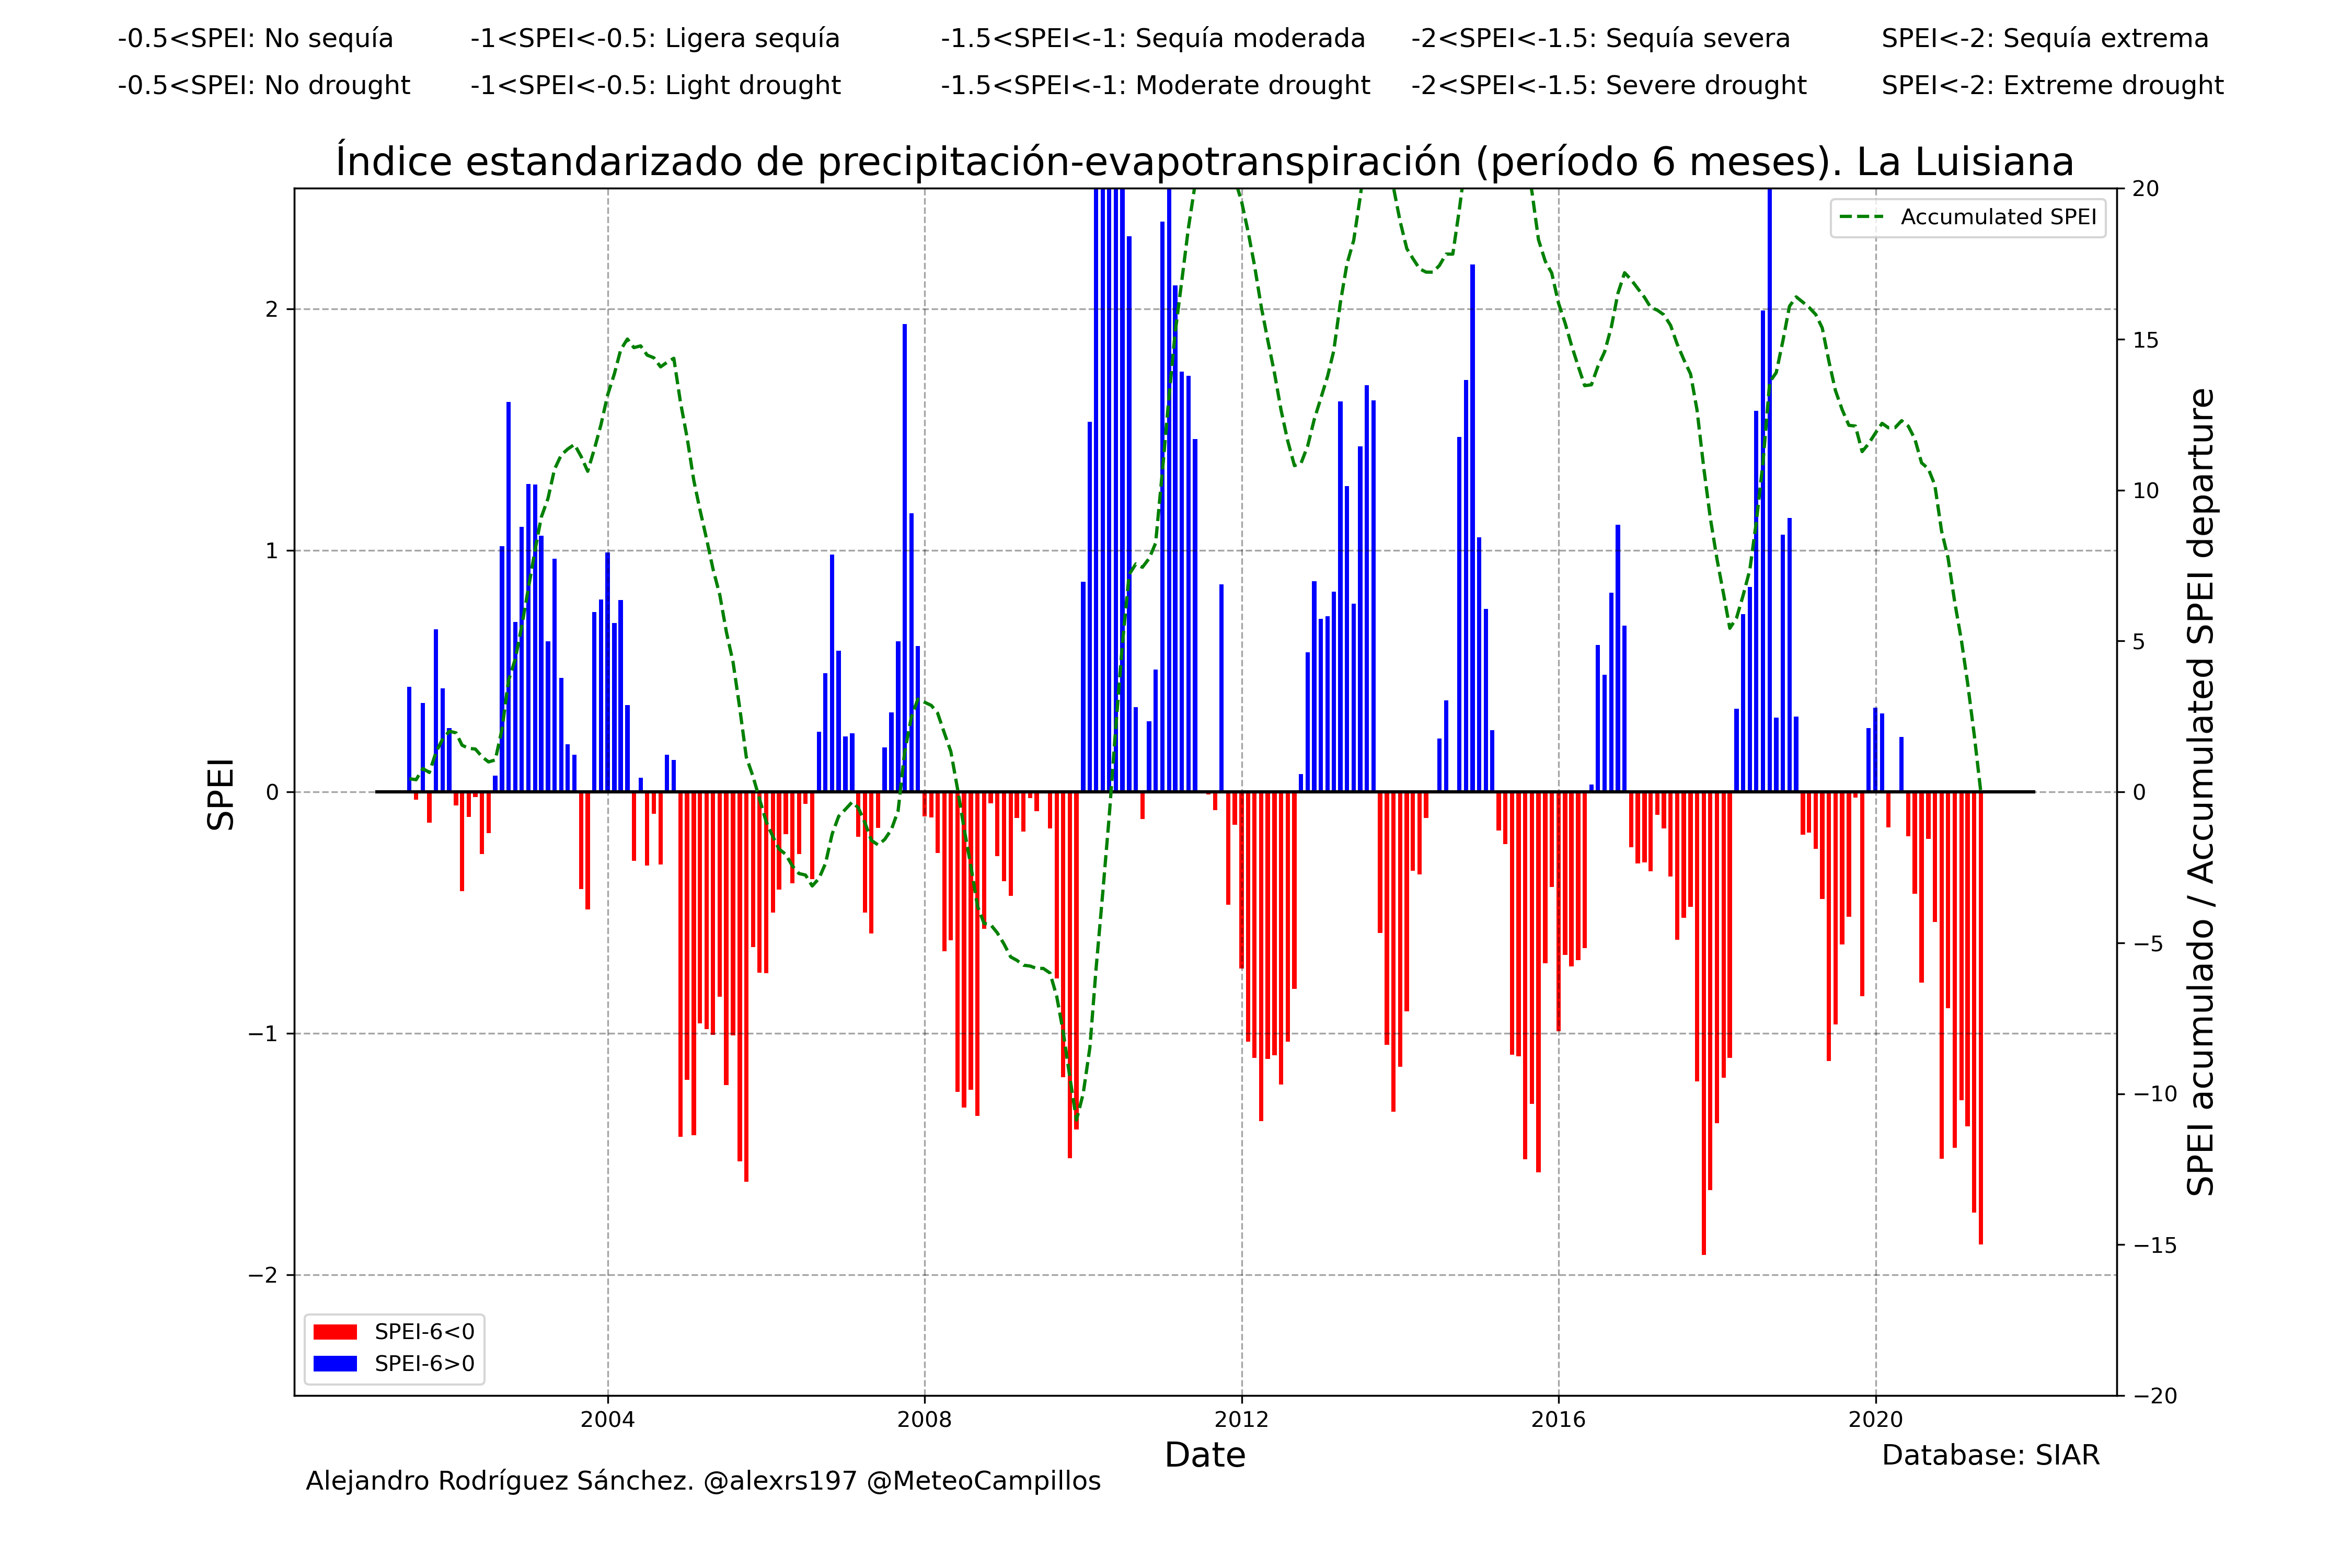 -0.5<SPEI: No sequía -1<SPEI<-0.5: Ligera sequía -1.5<SPEI<-1: Sequía moderada -2<SPEI<-1.5: Sequía severa SPEI<-2: Sequía extrema
-0.5<SPEI: No drought -1<SPEI<-0.5: Light drought -1.5<SPEI<-1: Moderate drought -2<SPEI<-1.5: Severe drought SPEI<-2: Extreme drought
Índice estandarizado de precipitación-evapotranspiración (período 6 meses). La Luisiana
Accumulated SPEI
SPEI
2
1
0
−1
−2
20
15
10
5
0
−5
−10
−15
−20
SPEI acumulado / Accumulated SPEI departure
SPEI-6<0
SPEI-6>0
2004 2008 2012 2016 2020
Date
Database: SIAR
Alejandro Rodríguez Sánchez. @alexrs197 @MeteoCampillos